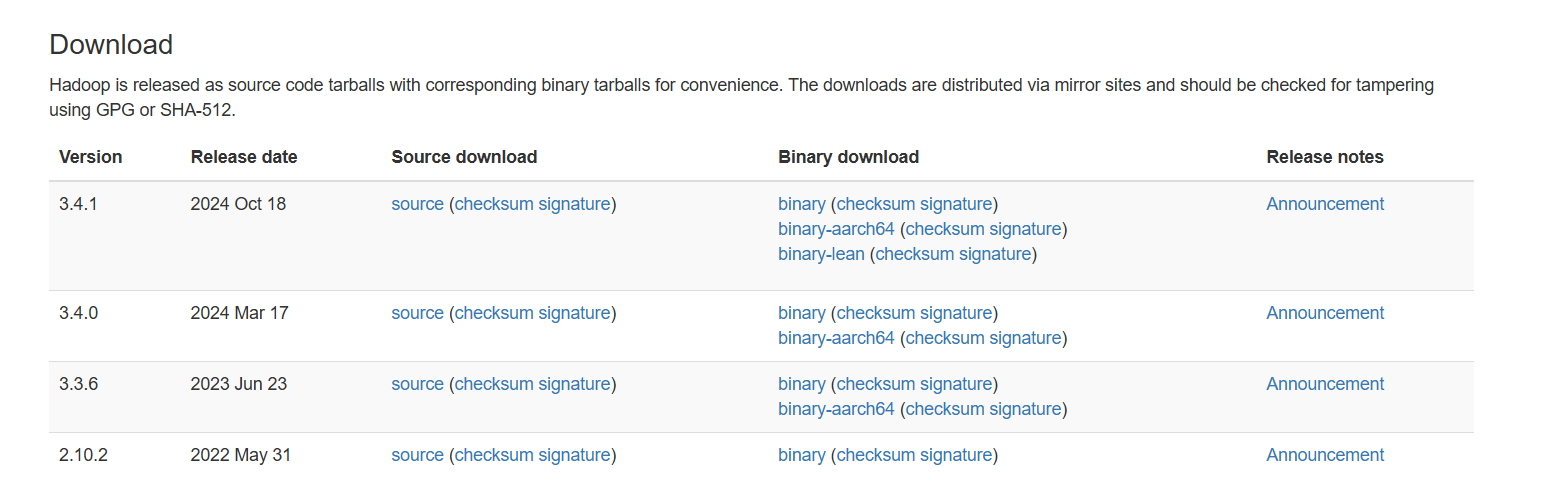 Download
Hadoop is released as source code tarballs with corresponding binary tarballs for convenience. The downloads are distributed via mirror sites and should be checked for tampering
using GPG or SHA-512.
Version Release date Source download Binary download Release notes
3.4.1 2024 Oct 18 source (checksum signature) binary (checksum signature) Announcement
binary-aarch64 (checksum signature)
binary-lean (checksum signature)
3.4.0 2024 Mar 17 source (checksum signature) binary (checksum signature) Announcement
binary-aarch64 (checksum signature)
3.3.6 2023 Jun 23 source (checksum signature) binary (checksum signature) Announcement
binary-aarch64 (checksum signature)
2.10.2 2022 May 31 source (checksum signature) binary (checksum signature) Announcement